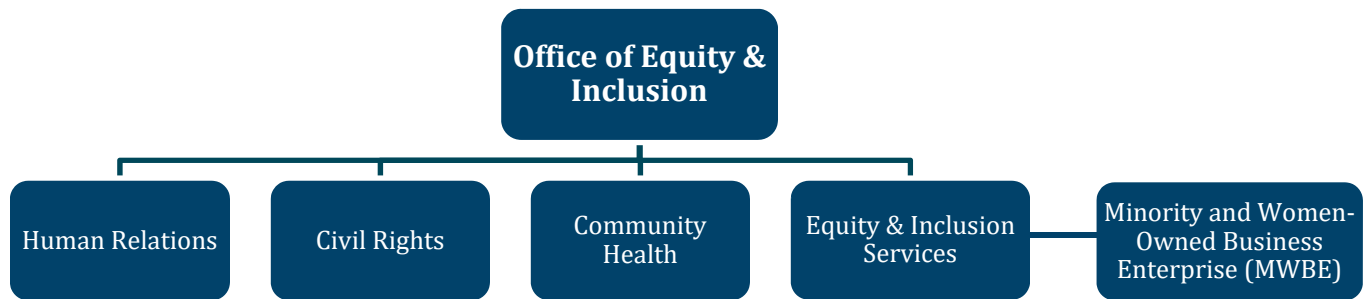 Office of Equity &
Inclusion
Human Relations
Civil Rights
Community
Health
Equity & Inclusion
Services
Minority and Women-
Owned Business
Enterprise (MWBE)